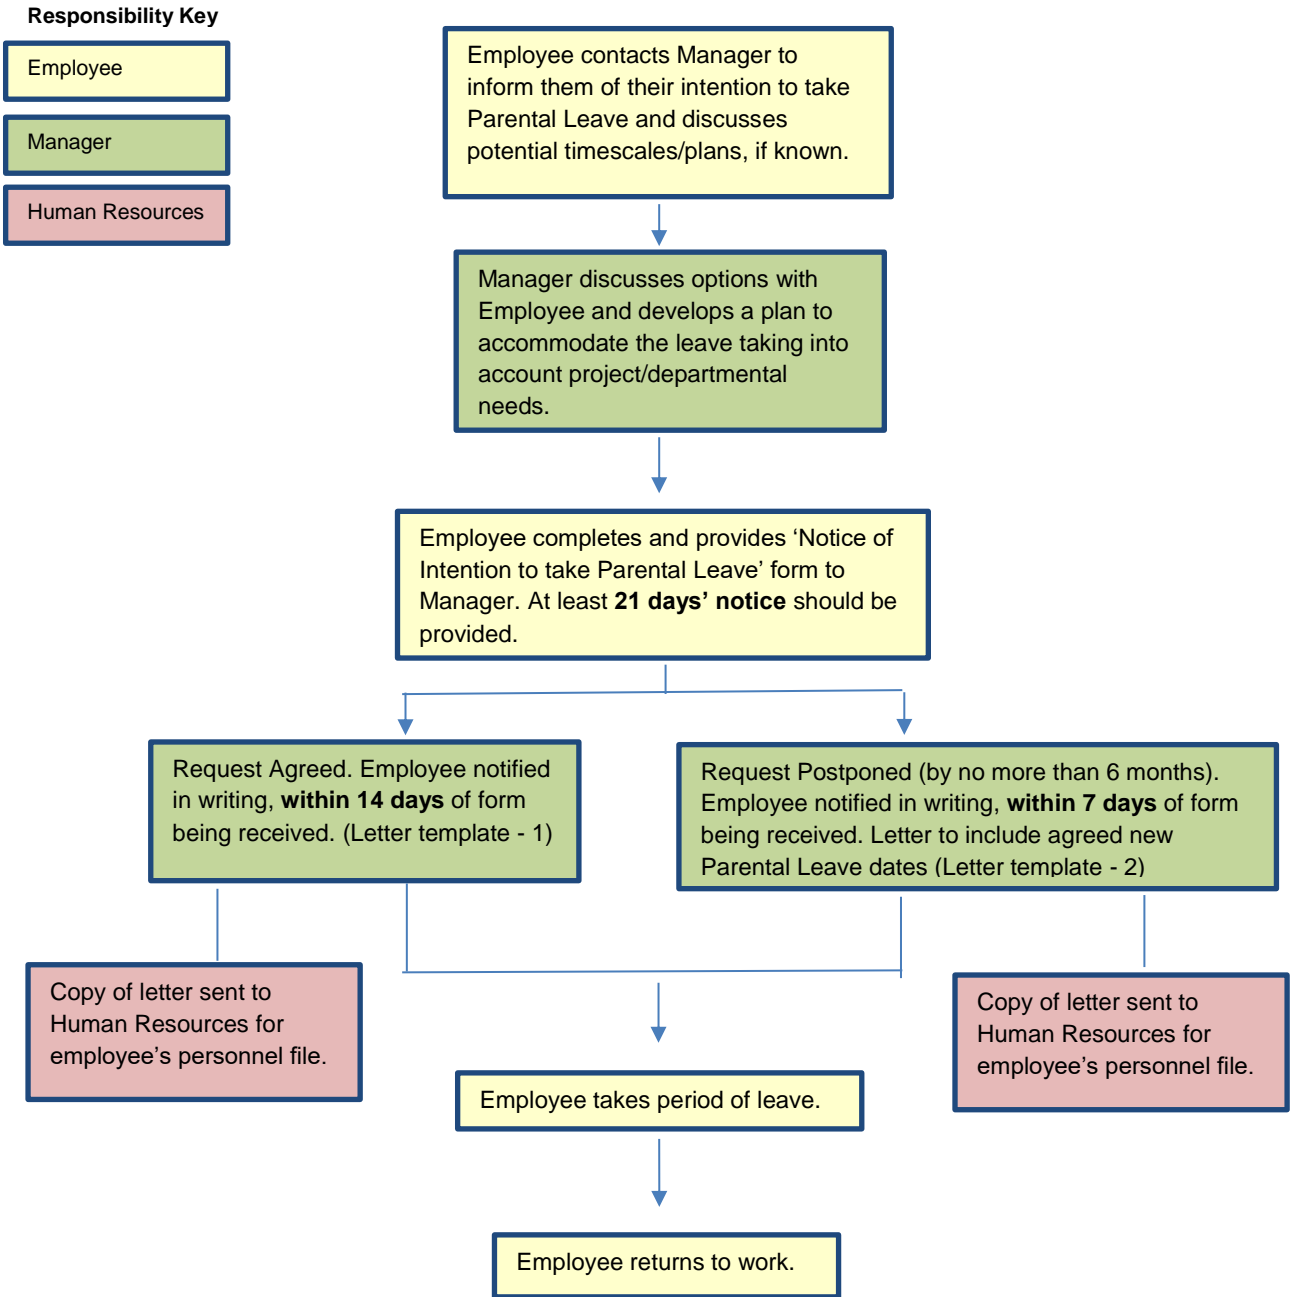 Responsibility Key
Employee
Manager
Human Resources
Employee contacts Manager to
inform them of their intention to take
Parental Leave and discusses
potential timescales/plans, if known.
Manager discusses options with
Employee and develops a plan to
accommodate the leave taking into
account project/departmental
needs.
Employee completes and provides ‘Notice of
Intention to take Parental Leave’ form to
Manager. At least 21 days’ notice should be
provided.
Request Agreed. Employee notified
in writing, within 14 days of form
being received. (Letter template - 1)
Request Postponed (by no more than 6 months).
Employee notified in writing, within 7 days of form
being received. Letter to include agreed new
Parental Leave dates (Letter template - 2)
Copy of letter sent to
Human Resources for
employee’s personnel file.
Copy of letter sent to
Human Resources for
employee’s personnel file.
Employee takes period of leave.
Employee returns to work.